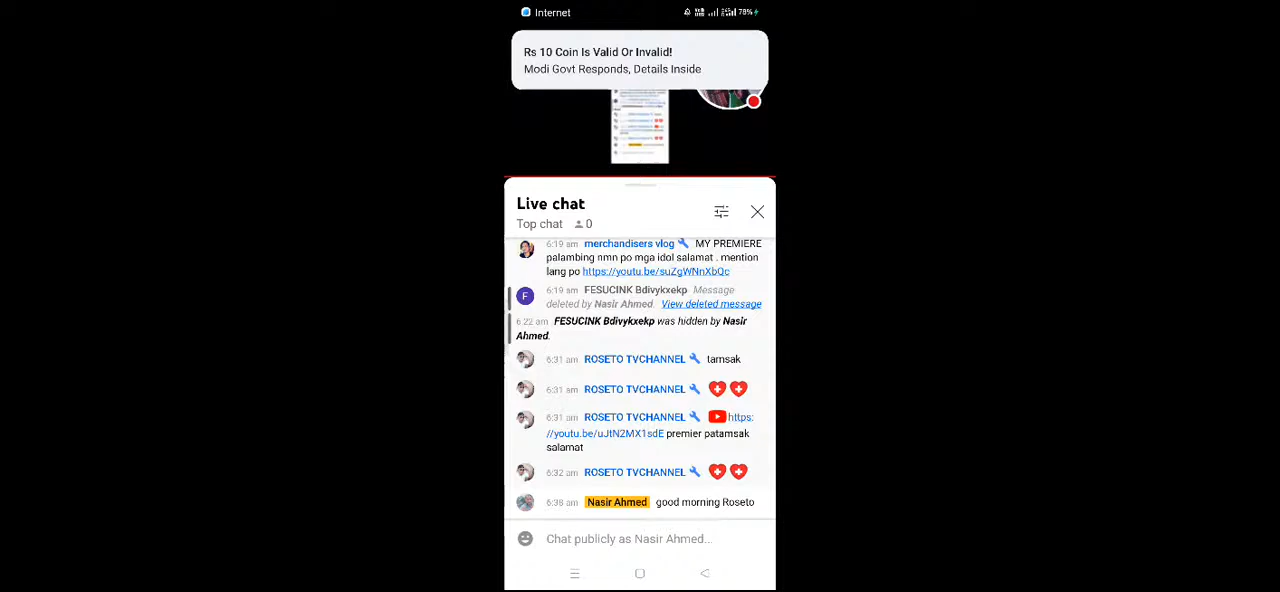 Internet
78%
Rs 10 Coin Is Valid Or Invalid!
Modi Govt Responds, Details Inside
Live chat
Top chat 0
6:19 am merchandisers vlog MY PREMIERE
palambing nmn po mga idol salamat . mention
lang po https://youtu.be/suZgWNnXbQc
6:19 am FESUCINK Bdivykxekp Message
deleted by Nasir Ahmed. View deleted message
6:22 am FESUCINK Bdivykxekp was hidden by Nasir
Ahmed.
6:31 am ROSETO TVCHANNEL tamsak
6:31 am ROSETO TVCHANNEL
6:31 am ROSETO TVCHANNEL https:
//youtu.be/uJtN2MX1sdE premier patamsak
salamat
6:32 am ROSETO TVCHANNEL
6:38 am Nasir Ahmed good morning Roseto
Chat publicly as Nasir Ahmed...